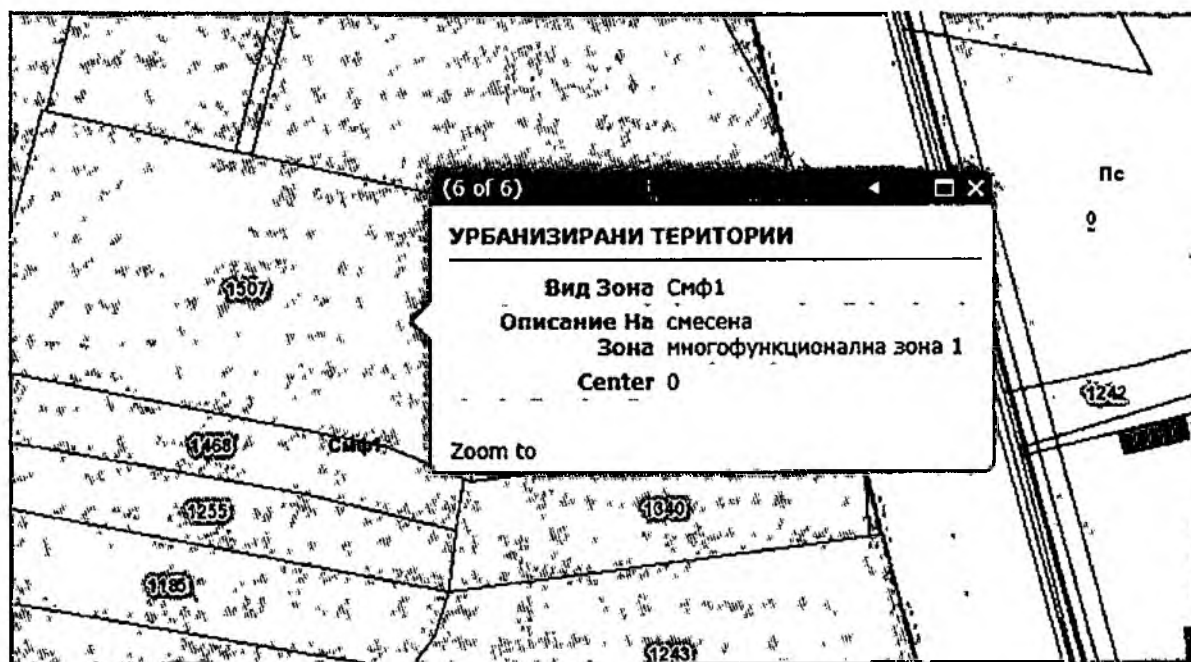 (6 of 6)
Пс
0
УРБАНИЗИРАНИ ТЕРИТОРИИ
1507
Вид Зона Смф1
Описание На смесена
Зона многофункционална зона 1
Center 0
1242
1468
Смф1
Zoom to
1255
1340
1185
1243